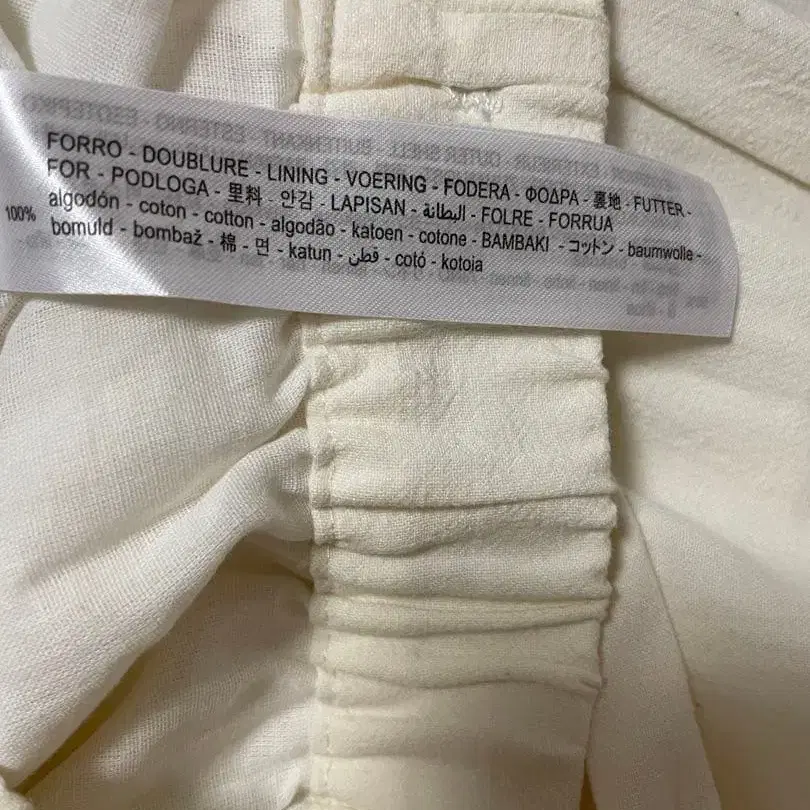 FORRO - DOUBLURE - LINING - VOERING - FODERA - ΦΟΔΡΑ - 裏地 - FUTTER -
FOR - PODLOGA - 里料 - 안감 - LAPISAN - البطانة - FOLRE - FORRUA
100% algodón - coton - cotton - algodão - katoen - cotone - BAMBAKI - コットン - baumwolle -
bomuld - bombaž - 棉 - 면 - katun - قطن - cotó - kotoia